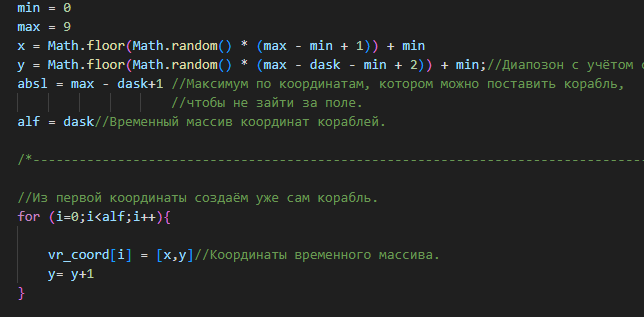 min = 0
max = 9
x = Math.floor(Math.random() * (max - min + 1)) + min
y = Math.floor(Math.random() * (max - dask - min + 2)) + min;//Диапозон с учётом
absl = max - dask+1 //Максимум по координатам, котором можно поставить корабль,
//чтобы не зайти за поле.
alf = dask//Временный массив координат кораблей.
/*------------------------------------------------------------------------------
//Из первой координаты создаём уже сам корабль.
for (i=0;i<alf;i++){
vr_coord[i] = [x,y]//Координаты временного массива.
y= y+1
}